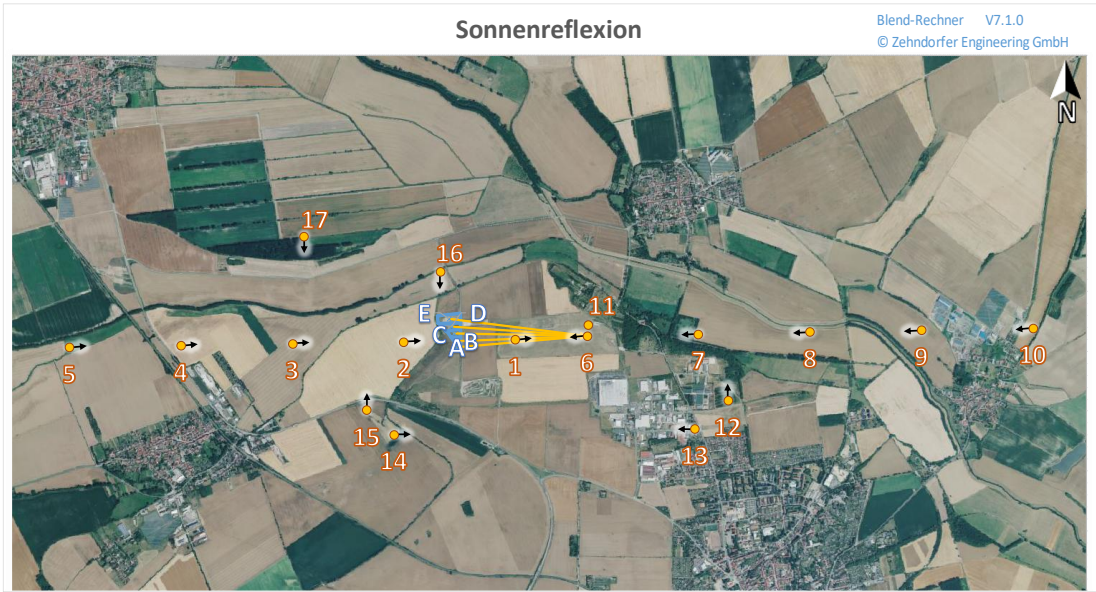 Sonnenreflexion
Blend-Rechner V7.1.0
© Zehndorfer Engineering GmbH
N
17
16
E D
11
C
A B
1
6
7
8
9
10
2
3
4
5
12
15
13
14